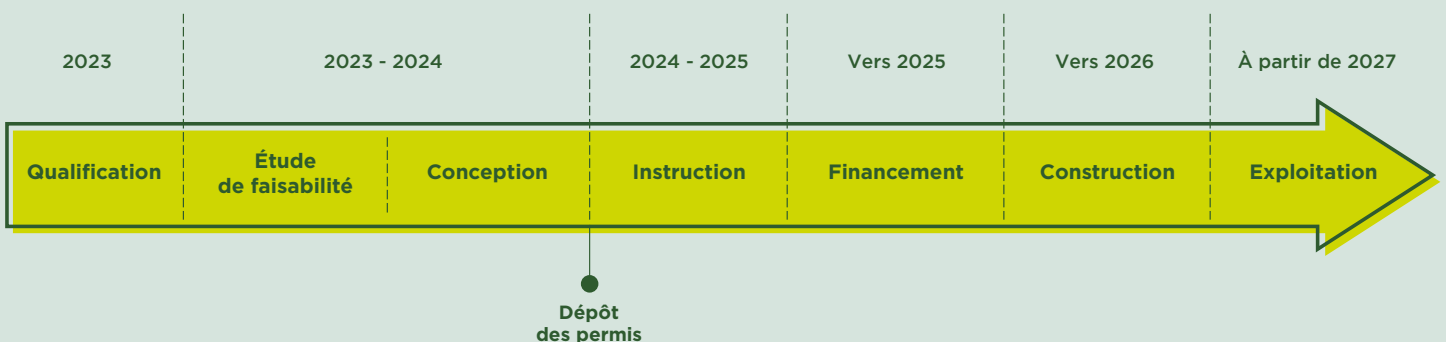 2023
2023 - 2024
2024 - 2025
Vers 2025
Vers 2026
À partir de 2027
Qualification
Étude
de faisabilité
Conception
Instruction
Financement
Construction
Exploitation
Dépôt
des permis